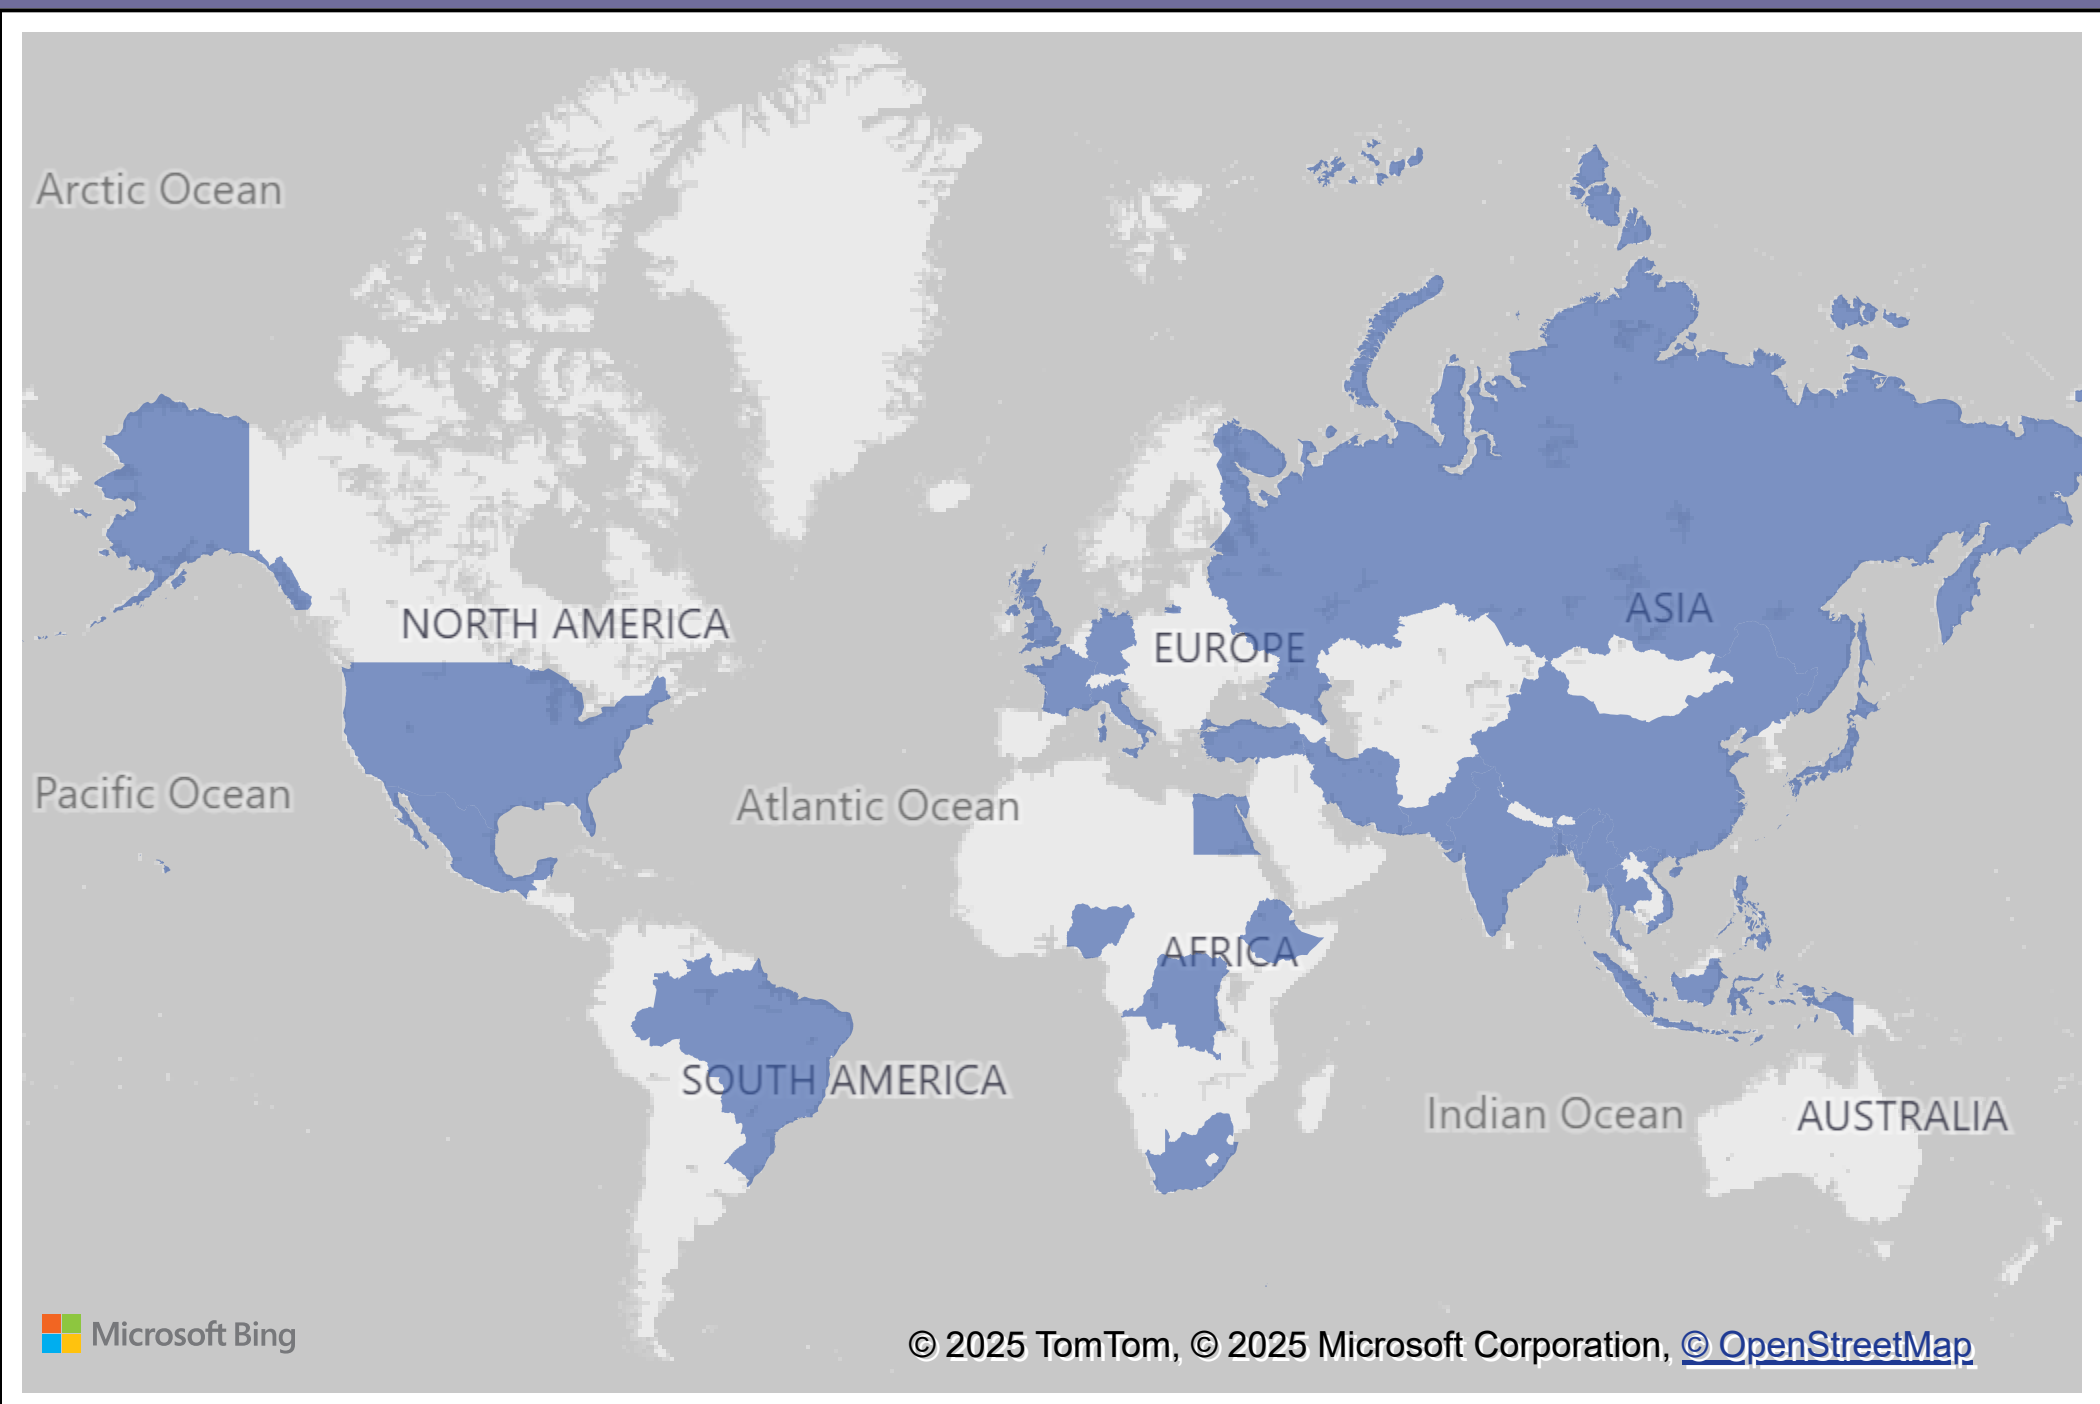 Arctic Ocean
NORTH AMERICA
ASIA
EUROPE
Pacific Ocean
Atlantic Ocean
AFRICA
SOUTH AMERICA
Indian Ocean
AUSTRALIA
Microsoft Bing
© 2025 TomTom, © 2025 Microsoft Corporation, © OpenStreetMap